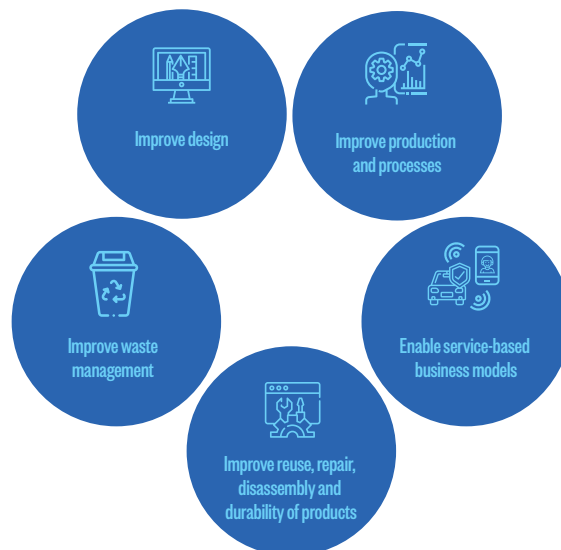 Improve design
Improve production
and processes
Improve waste
management
Enable service-based
business models
Improve reuse, repair,
disassembly and
durability of products